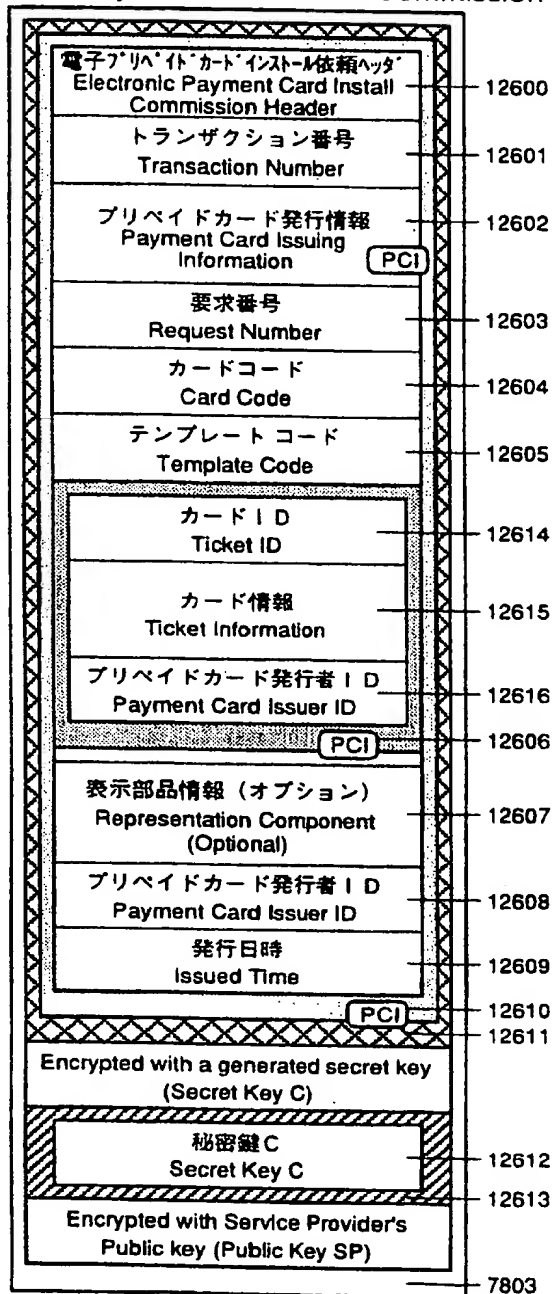 電子プリペイドカードインストール依頼ヘッダ
Electronic Payment Card Install
Commission Header
12600
トランザクション番号
Transaction Number
12601
プリペイドカード発行情報
Payment Card Issuing
Information
PCI
12602
要求番号
Request Number
12603
カードコード
Card Code
12604
テンプレート コード
Template Code
12605
カードID
Ticket ID
12614
カード情報
Ticket Information
12615
プリペイドカード発行者ID
Payment Card Issuer ID
12616
PCI
12606
表示部品情報(オプション)
Representation Component
(Optional)
12607
プリペイドカード発行者ID
Payment Card Issuer ID
12608
発行日時
Issued Time
12609
PCI
12610
12611
Encrypted with a generated secret key
(Secret Key C)
秘密鍵C
Secret Key C
12612
12613
Encrypted with Service Provider's
Public key (Public Key SP)
7803